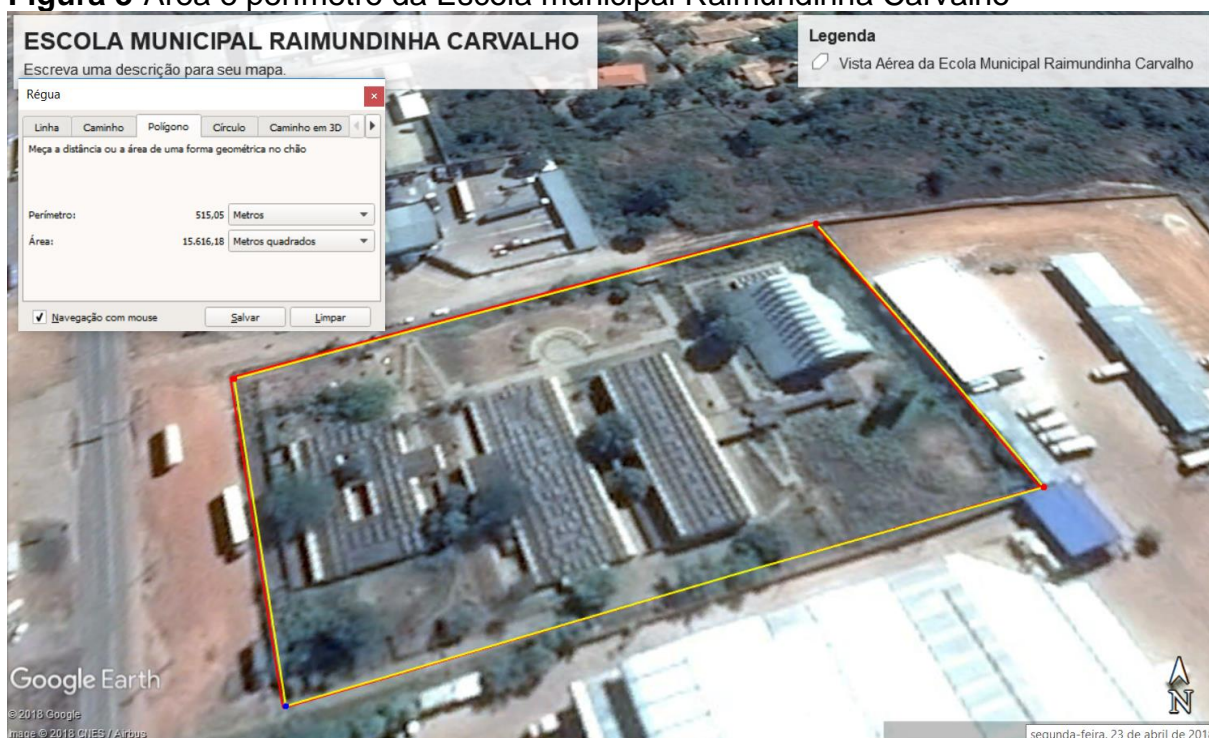 Figura 3 Área e perímetro da Escola municipal Raimundinha Carvalho
ESCOLA MUNICIPAL RAIMUNDINHA CARVALHO
Escreva uma descrição para seu mapa.
Legenda
Vista Aérea da Ecola Municipal Raimundinha Carvalho
Régua
Linha Caminho Polígono Círculo Caminho em 3D
Meça a distância ou a área de uma forma geométrica no chão
Perímetro: 515,05 Metros
Área: 15.616,18 Metros quadrados
Navegação com mouse Salvar Limpar
Google Earth
© 2018 Google
Image © 2018 CNES / Airbus
N
segunda-feira, 23 de abril de 2018